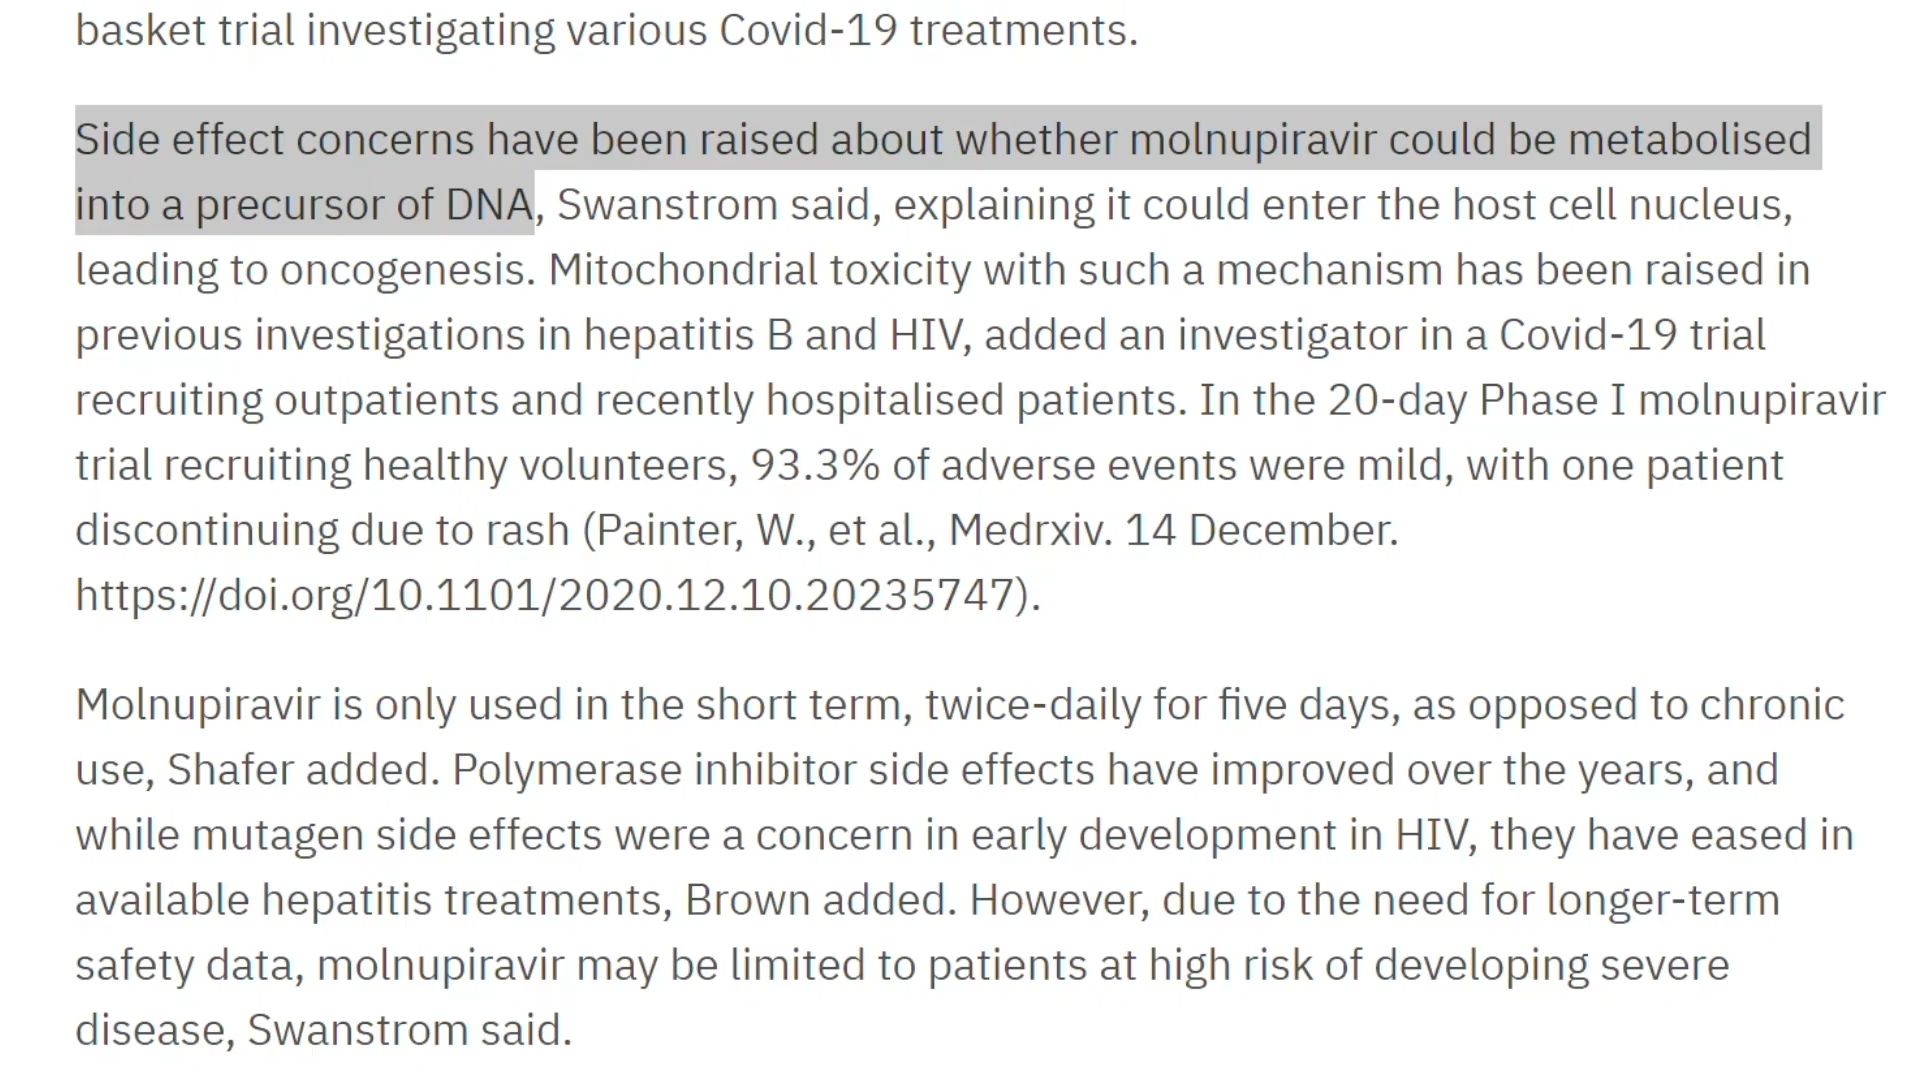 basket trial investigating various Covid-19 treatments.
Side effect concerns have been raised about whether molnupiravir could be metabolised
into a precursor of DNA, Swanstrom said, explaining it could enter the host cell nucleus,
leading to oncogenesis. Mitochondrial toxicity with such a mechanism has been raised in
previous investigations in hepatitis B and HIV, added an investigator in a Covid-19 trial
recruiting outpatients and recently hospitalised patients. In the 20-day Phase I molnupiravir
trial recruiting healthy volunteers, 93.3% of adverse events were mild, with one patient
discontinuing due to rash (Painter, W., et al., Medrxiv. 14 December.
https://doi.org/10.1101/2020.12.10.20235747).
Molnupiravir is only used in the short term, twice-daily for five days, as opposed to chronic
use, Shafer added. Polymerase inhibitor side effects have improved over the years, and
while mutagen side effects were a concern in early development in HIV, they have eased in
available hepatitis treatments, Brown added. However, due to the need for longer-term
safety data, molnupiravir may be limited to patients at high risk of developing severe
disease, Swanstrom said.